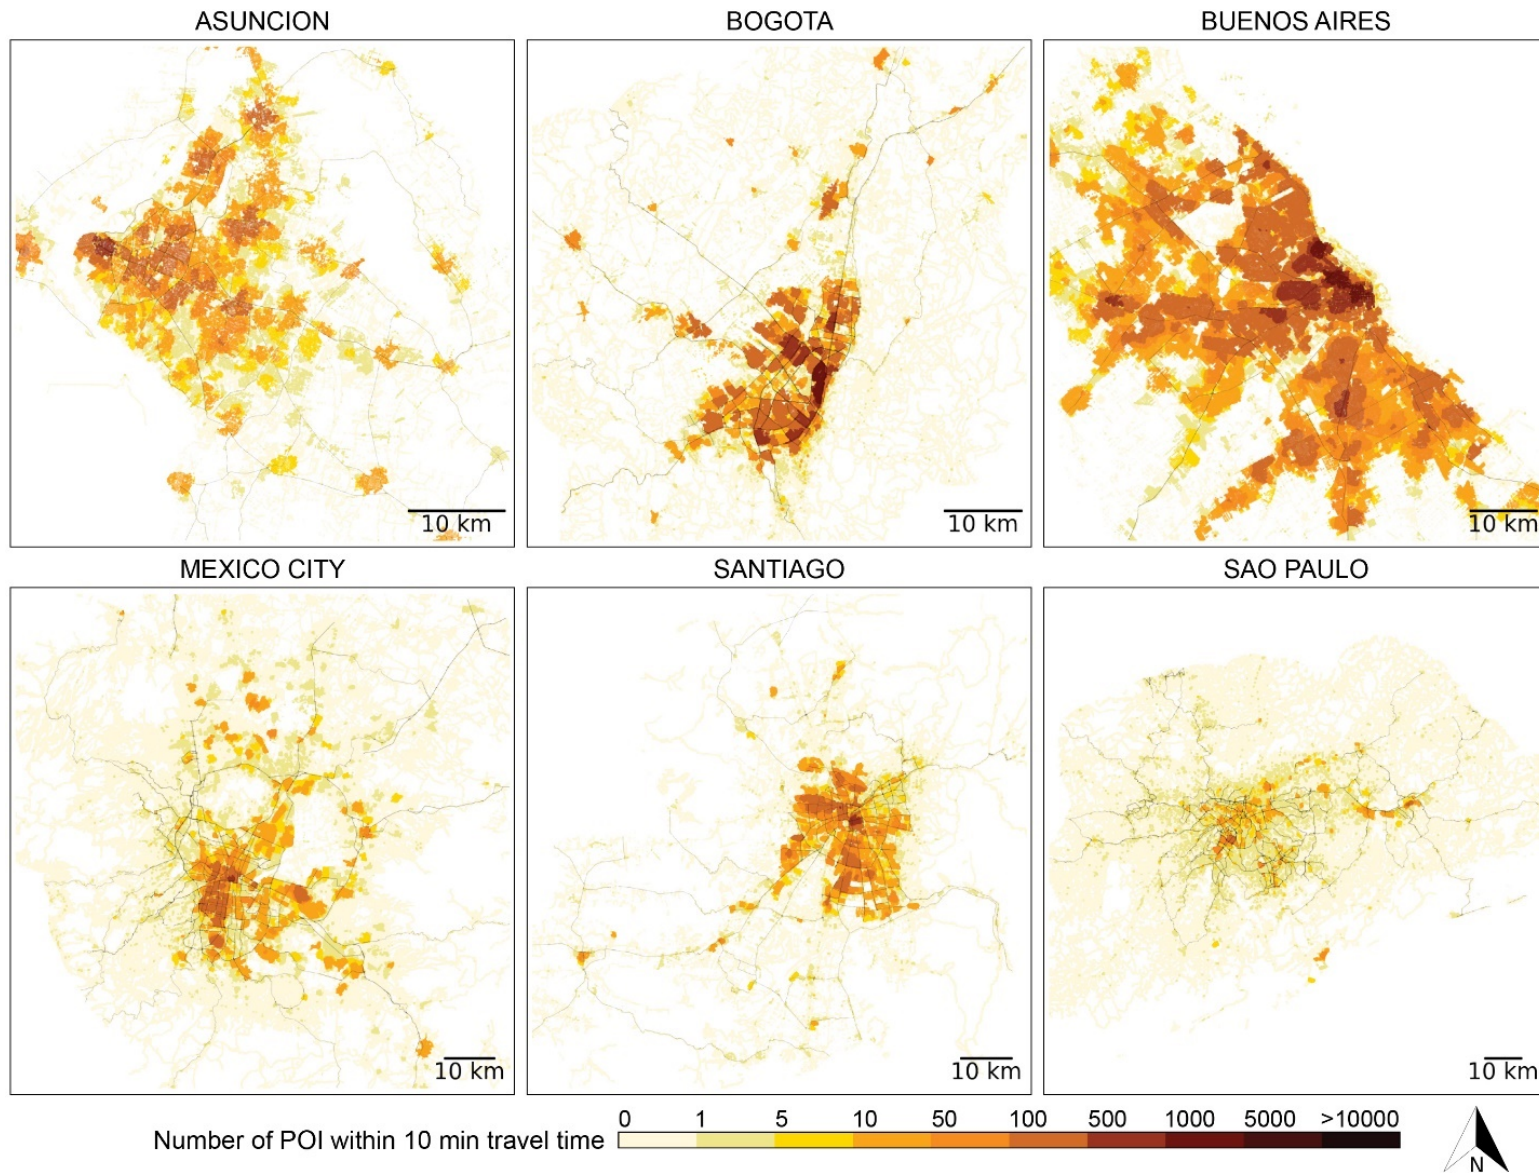 ASUNCION
BOGOTA
BUENOS AIRES
10 km
10 km
10 km
MEXICO CITY
SANTIAGO
SAO PAULO
10 km
10 km
10 km
0 1 5 10 50 100 500 1000 5000 >10000
Number of POI within 10 min travel time
N